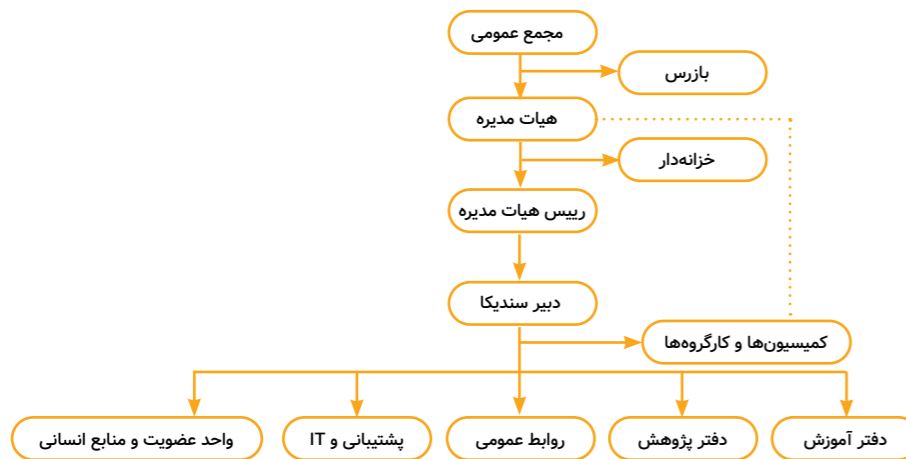 مجمع عمومی
بازرس
هیات مدیره
خزانه‌دار
رییس هیات مدیره
دبیر سندیکا
کمیسیون‌ها و کارگروه‌ها
دفتر آموزش
دفتر پژوهش
روابط عمومی
پشتیبانی و IT
واحد عضویت و منابع انسانی